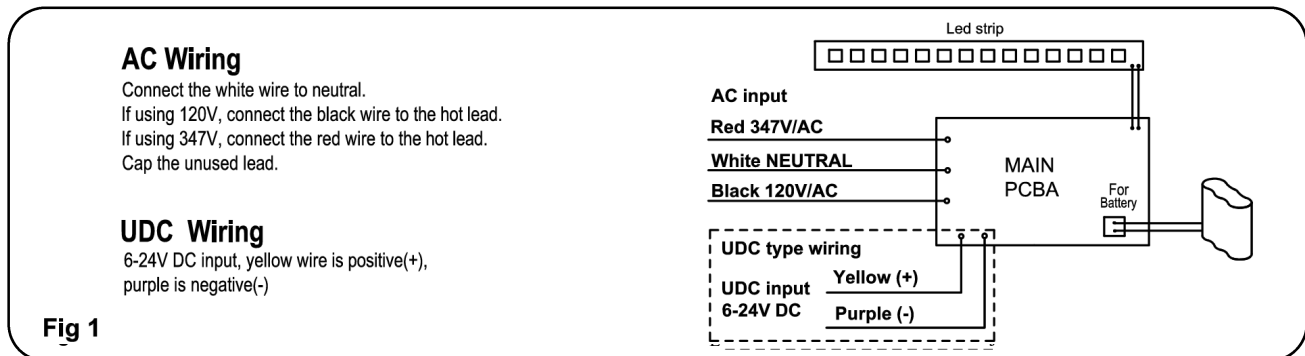 AC Wiring
Connect the white wire to neutral.
If using 120V, connect the black wire to the hot lead.
If using 347V, connect the red wire to the hot lead.
Cap the unused lead.
UDC Wiring
6-24V DC input, yellow wire is positive(+),
purple is negative(-)
Fig 1
Led strip
AC input
Red 347V/AC
White NEUTRAL
Black 120V/AC
MAIN
PCBA
For
Battery
UDC type wiring
UDC input
6-24V DC
Yellow (+)
Purple (-)